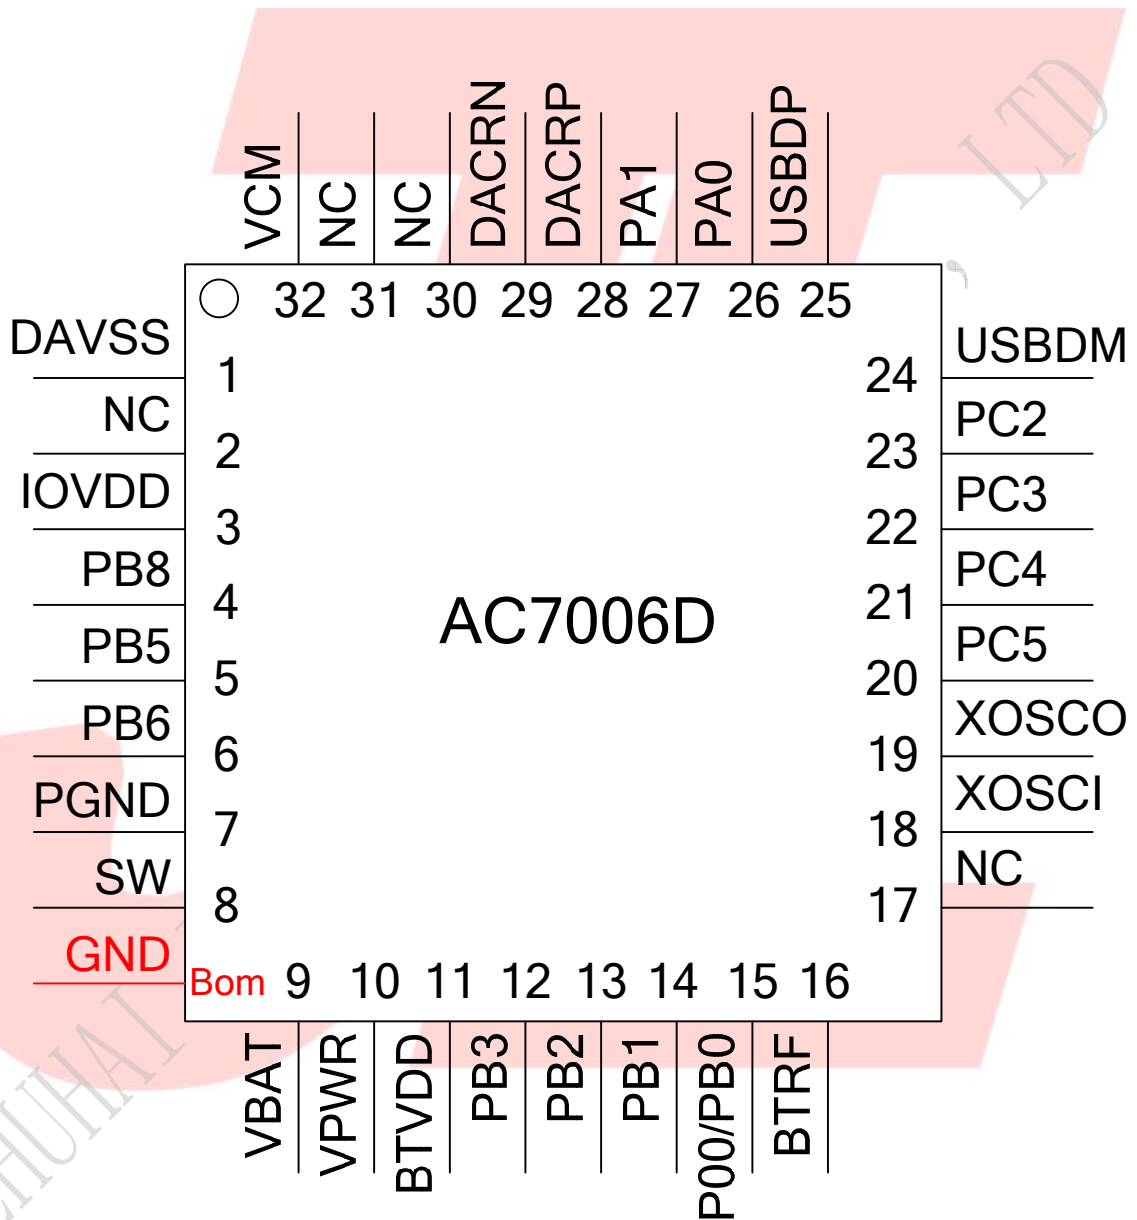 VCM
NC
NC
DACRN
DACRP
PA1
PA0
USBDP
32 31 30 29 28 27 26 25
DAVSS
1
NC
2
IOVDD
3
PB8
4
PB5
5
PB6
6
PGND
7
SW
8
GND
Bom
AC7006D
USBDM
24
PC2
23
PC3
22
PC4
21
PC5
20
XOSCO
19
XOSCI
18
NC
17
9 10 11 12 13 14 15 16
VBAT
VPWR
BTVDD
PB3
PB2
PB1
P00/PB0
BTRF
HUHAI
, LTD